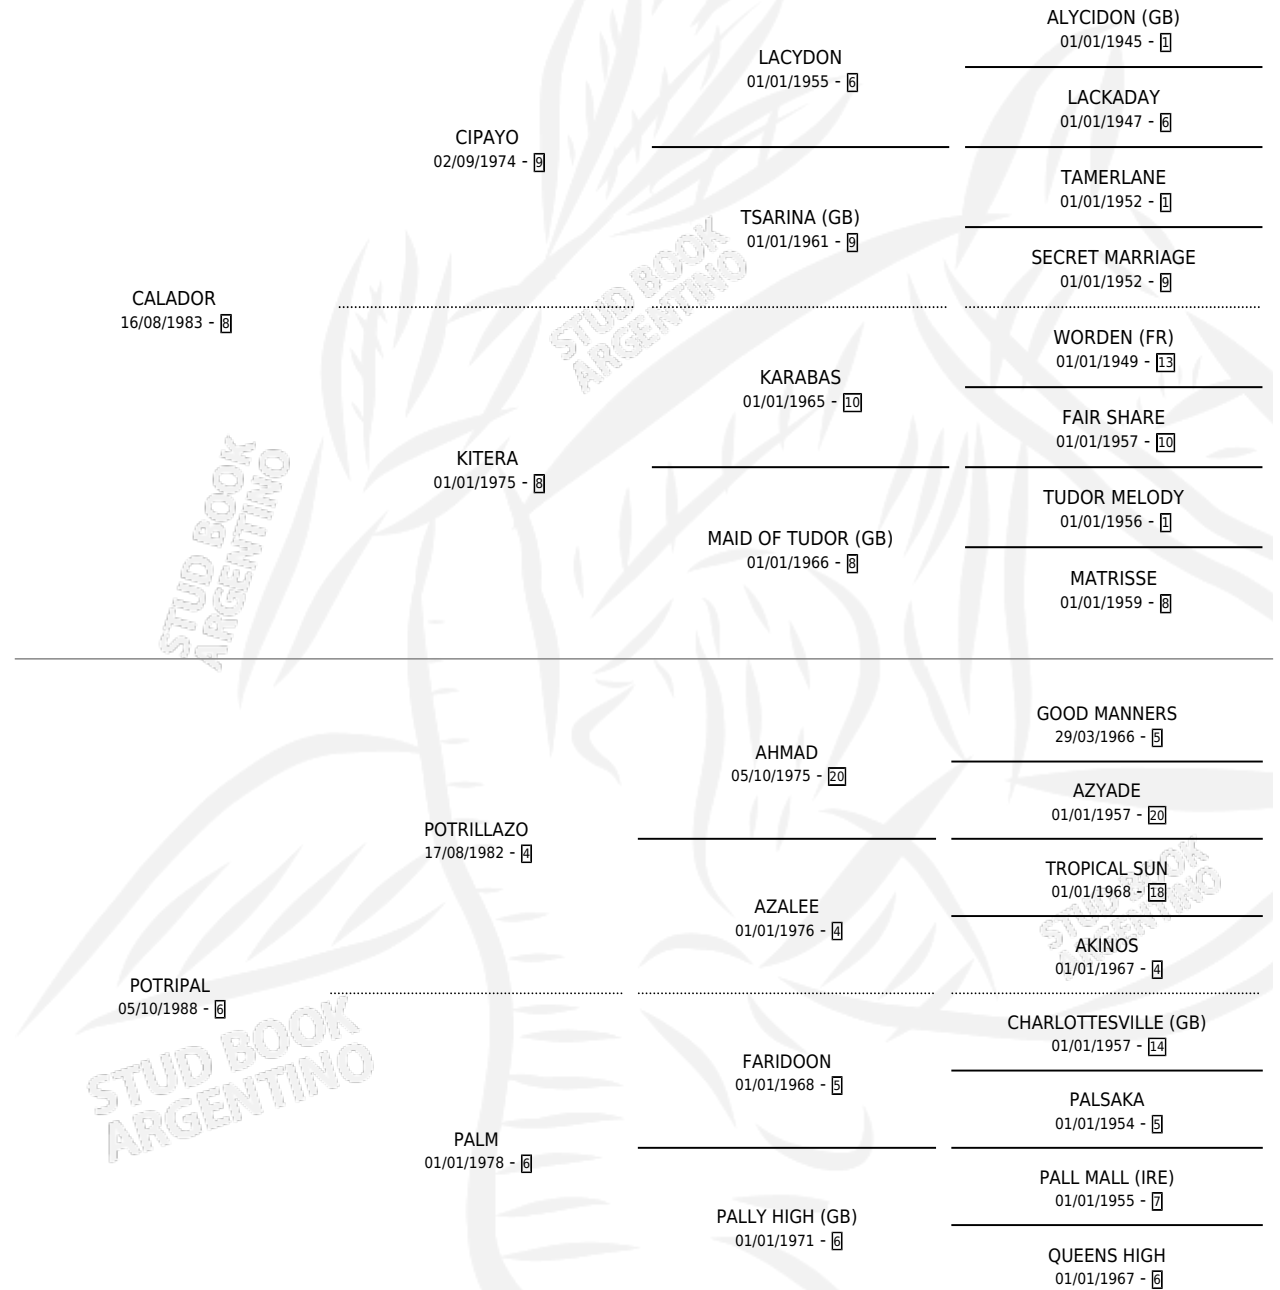 ALYCIDON (GB)
01/01/1945 - 1
LACYDON
01/01/1955 - 6
LACKADAY
01/01/1947 - 6
CIPAYO
02/09/1974 - 9
TAMERLANE
01/01/1952 - 1
TSARINA (GB)
01/01/1961 - 9
SECRET MARRIAGE
01/01/1952 - 9
CALADOR
16/08/1983 - 8
WORDEN (FR)
01/01/1949 - 13
KARABAS
01/01/1965 - 10
FAIR SHARE
01/01/1957 - 10
KITERA
01/01/1975 - 8
TUDOR MELODY
01/01/1956 - 1
MAID OF TUDOR (GB)
01/01/1966 - 8
MATRISSE
01/01/1959 - 8
GOOD MANNERS
29/03/1966 - 5
AHMAD
05/10/1975 - 20
AZYADE
01/01/1957 - 20
POTRILLAZO
17/08/1982 - 4
TROPICAL SUN
01/01/1968 - 18
AZALEE
01/01/1976 - 4
AKINOS
01/01/1967 - 4
POTRIPAL
05/10/1988 - 6
CHARLOTTESVILLE (GB)
01/01/1957 - 14
FARIDOON
01/01/1968 - 5
PALSAKA
01/01/1954 - 5
PALM
01/01/1978 - 6
PALL MALL (IRE)
01/01/1955 - 7
PALLY HIGH (GB)
01/01/1971 - 6
QUEENS HIGH
01/01/1967 - 6
STUD BOOK
ARGENTINO
STUD BOOK
ARGENTINO
STUD BOOK
ARGENTINO
STUD BOOK
ARGENTINO